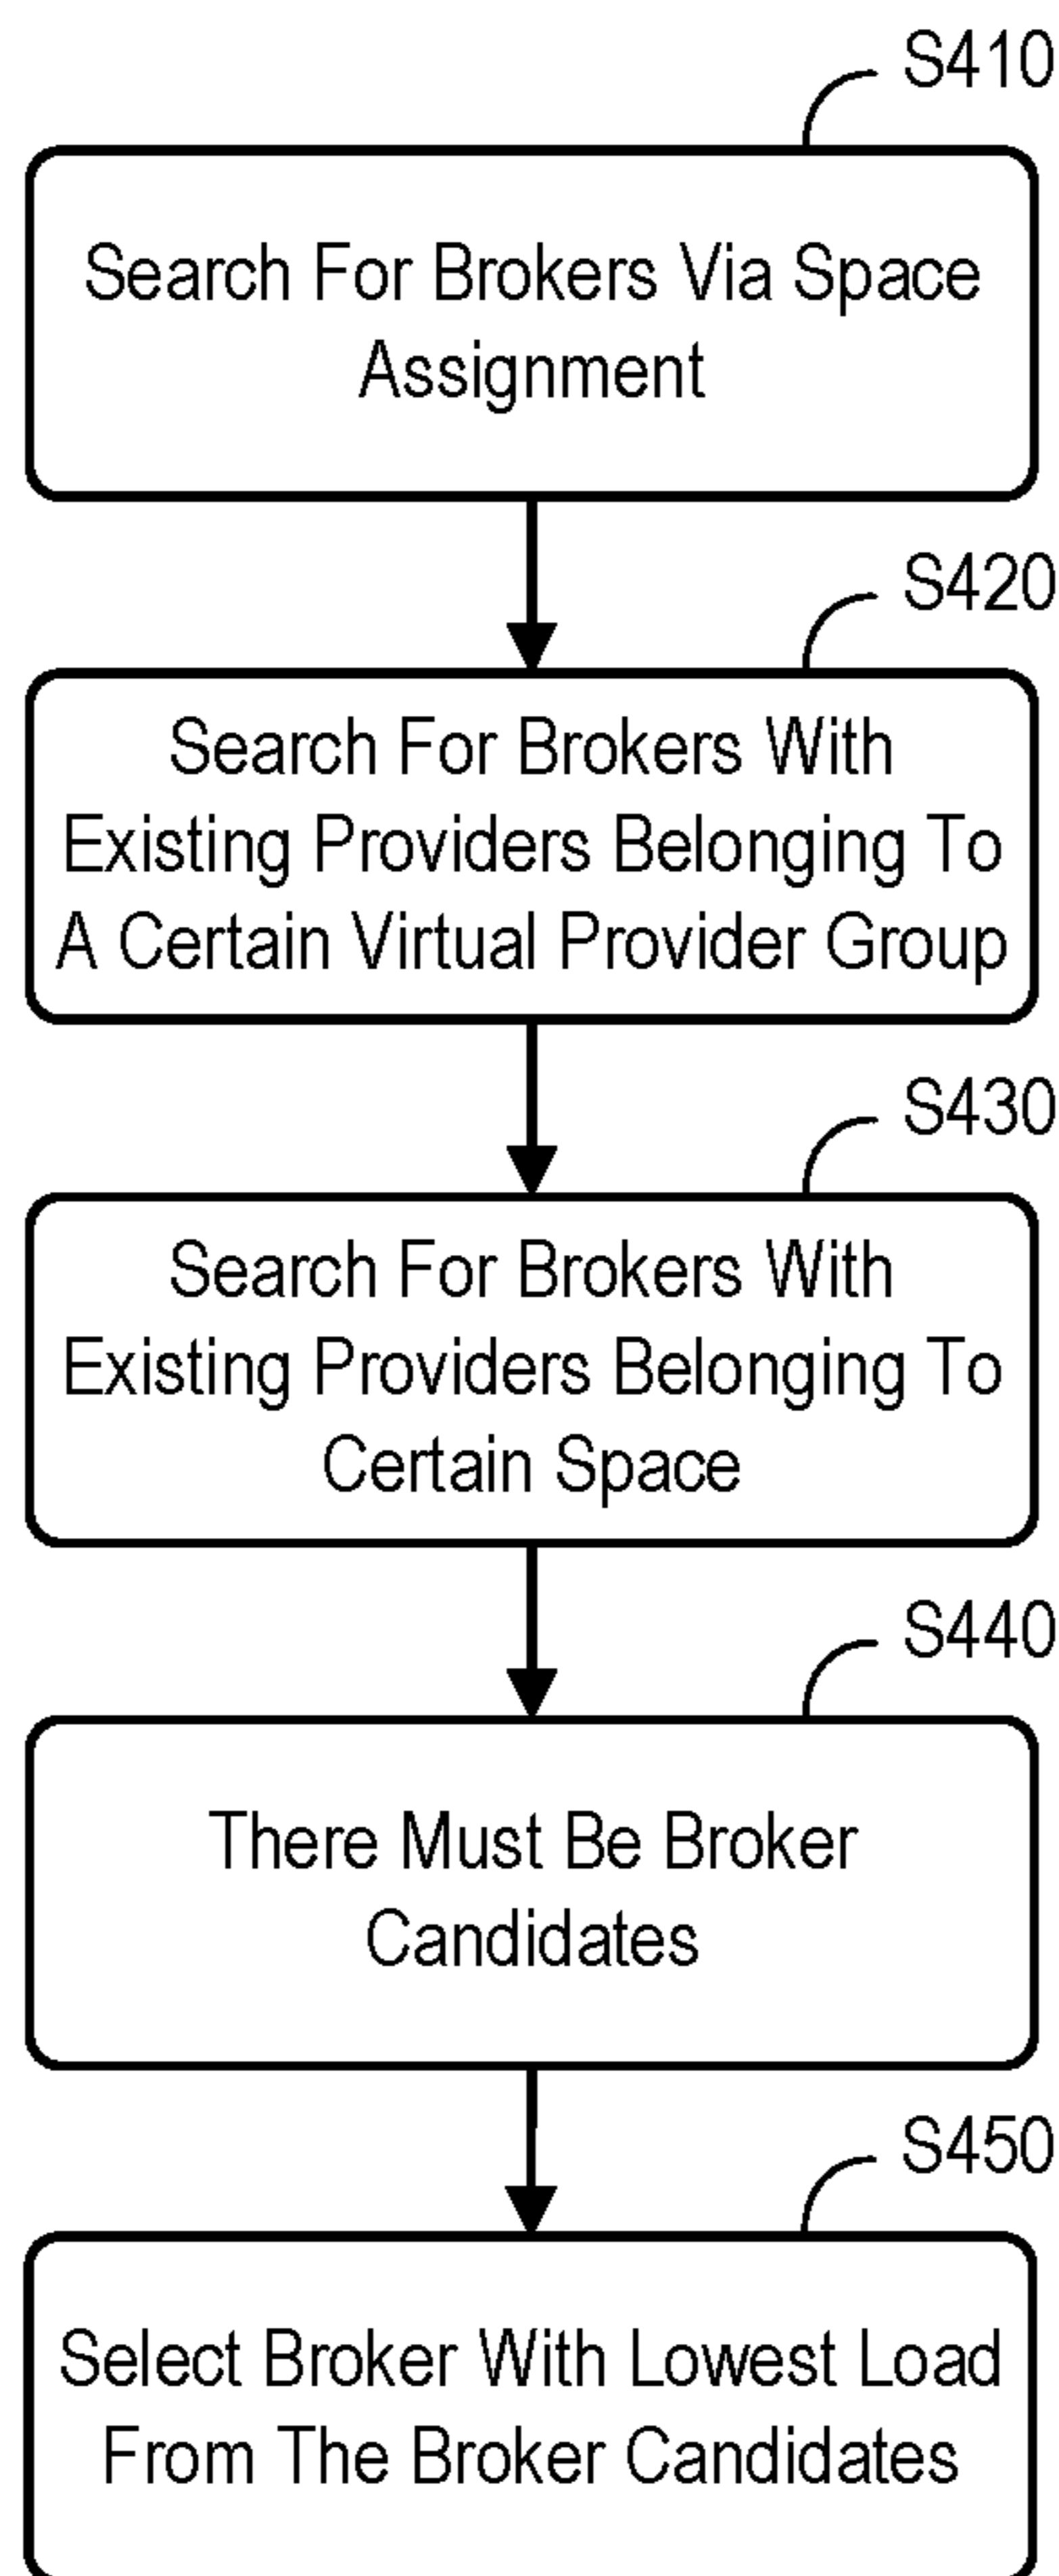 S410
Search For Brokers Via Space
Assignment
S420
Search For Brokers With
Existing Providers Belonging To
A Certain Virtual Provider Group
S430
Search For Brokers With
Existing Providers Belonging To
Certain Space
S440
There Must Be Broker
Candidates
S450
Select Broker With Lowest Load
From The Broker Candidates